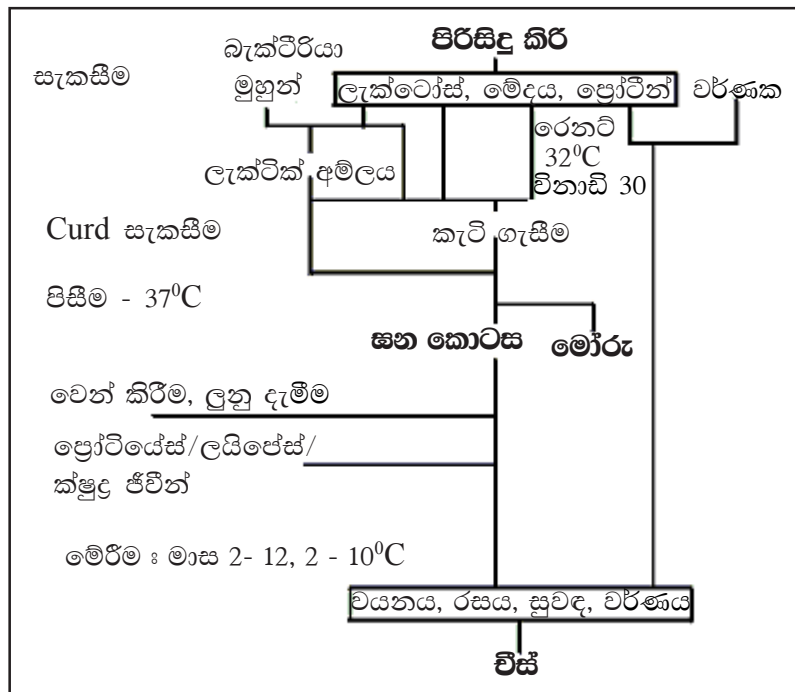 පිරිසිදු කිරි
සැකසීම
බැක්ටීරියා
මුහුන්
ලැක්ටෝස්, මේදය, ප්‍රෝටීන්
වර්ණක
රෙනට්
32⁰C
විනාඩි 30
ලැක්ටික් අම්ලය
Curd සැකසීම
කැටි ගැසීම
පිසීම - 37⁰C
ඝන කොටස
මෝරු
වෙන් කිරීම, ලුනු දැමීම
ප්‍රෝටියේස්/ලයිපේස්/
ක්ෂුද්‍ර ජීවීන්
මේරීම : මාස 2- 12, 2 - 10⁰C
වයනය, රසය, සුවඳ, වර්ණය
චීස්